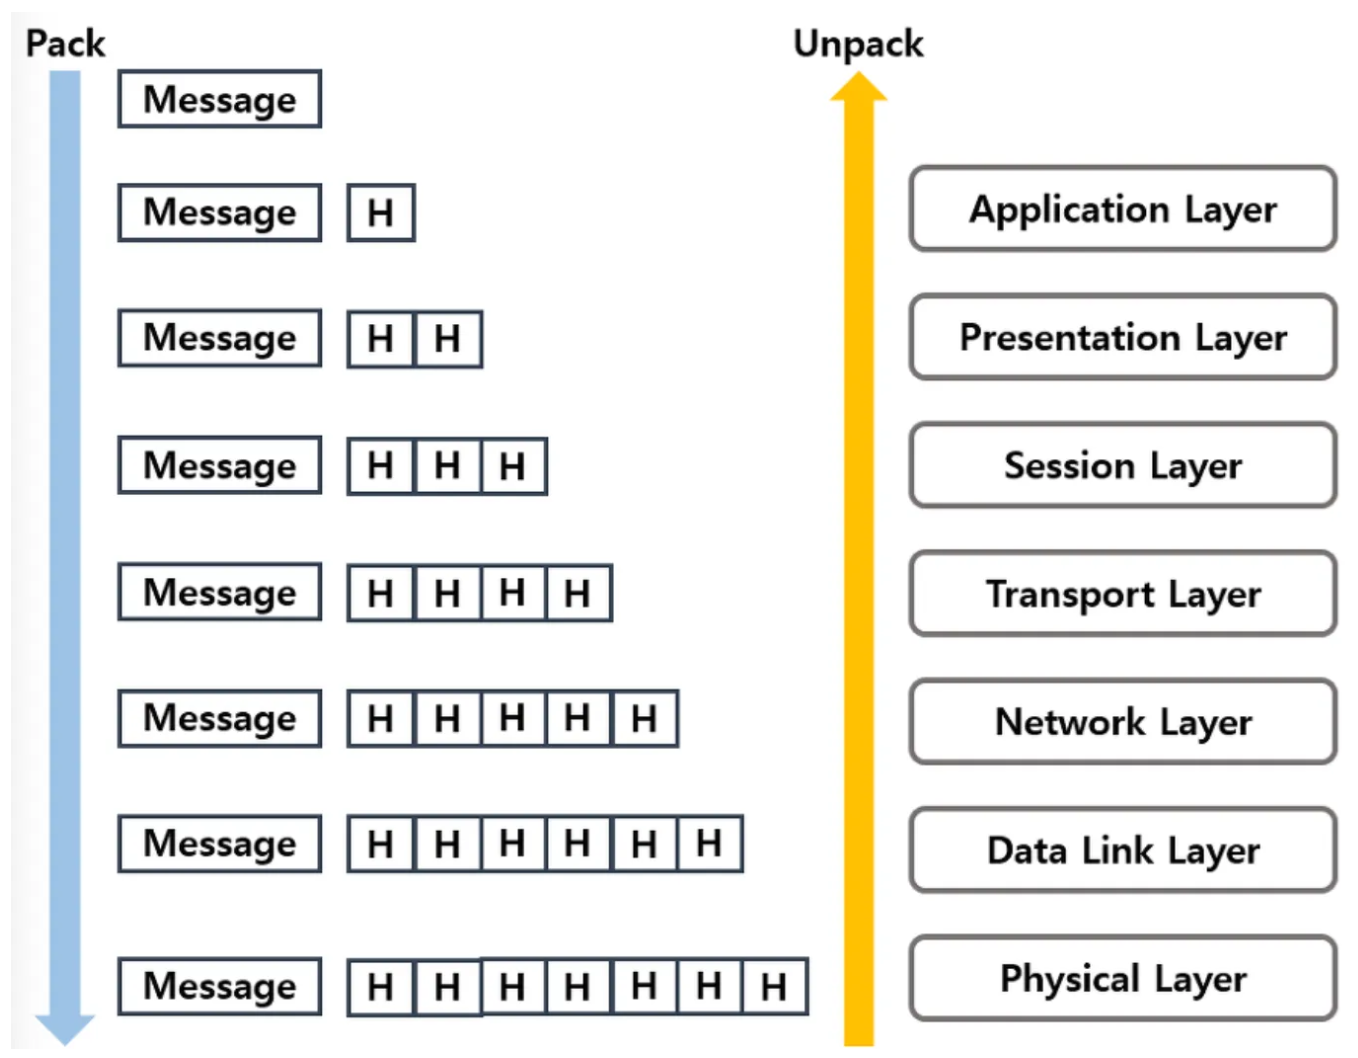 Pack
Unpack
Message
Message H
Application Layer
Message H H
Presentation Layer
Message H H H
Session Layer
Message H H H H
Transport Layer
Message H H H H H
Network Layer
Message H H H H H H
Data Link Layer
Message H H H H H H H
Physical Layer